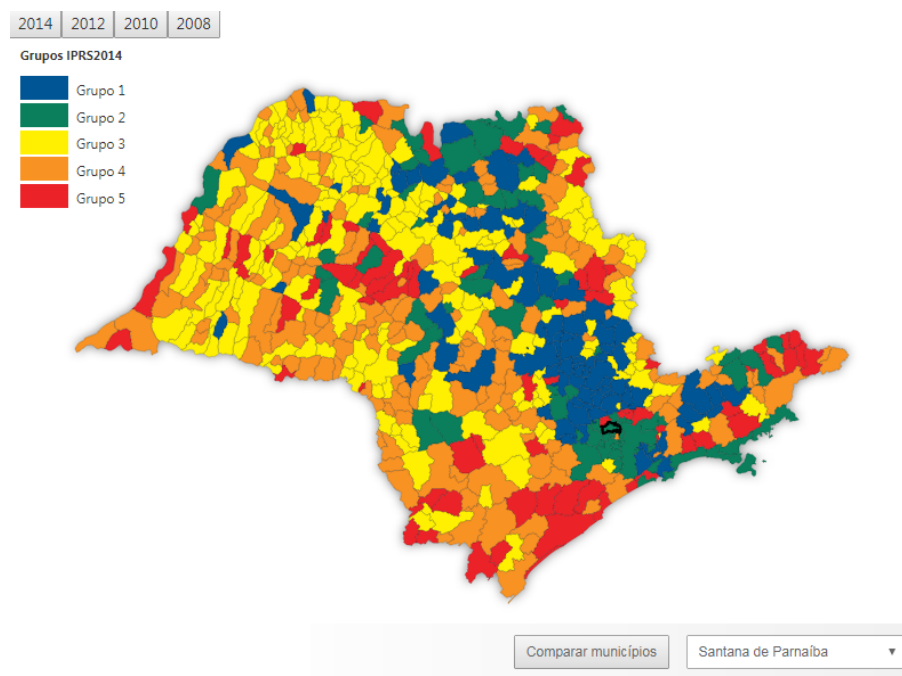 2014 2012 2010 2008
Grupos IPRS2014
Grupo 1
Grupo 2
Grupo 3
Grupo 4
Grupo 5
Comparar municípios Santana de Parnaíba